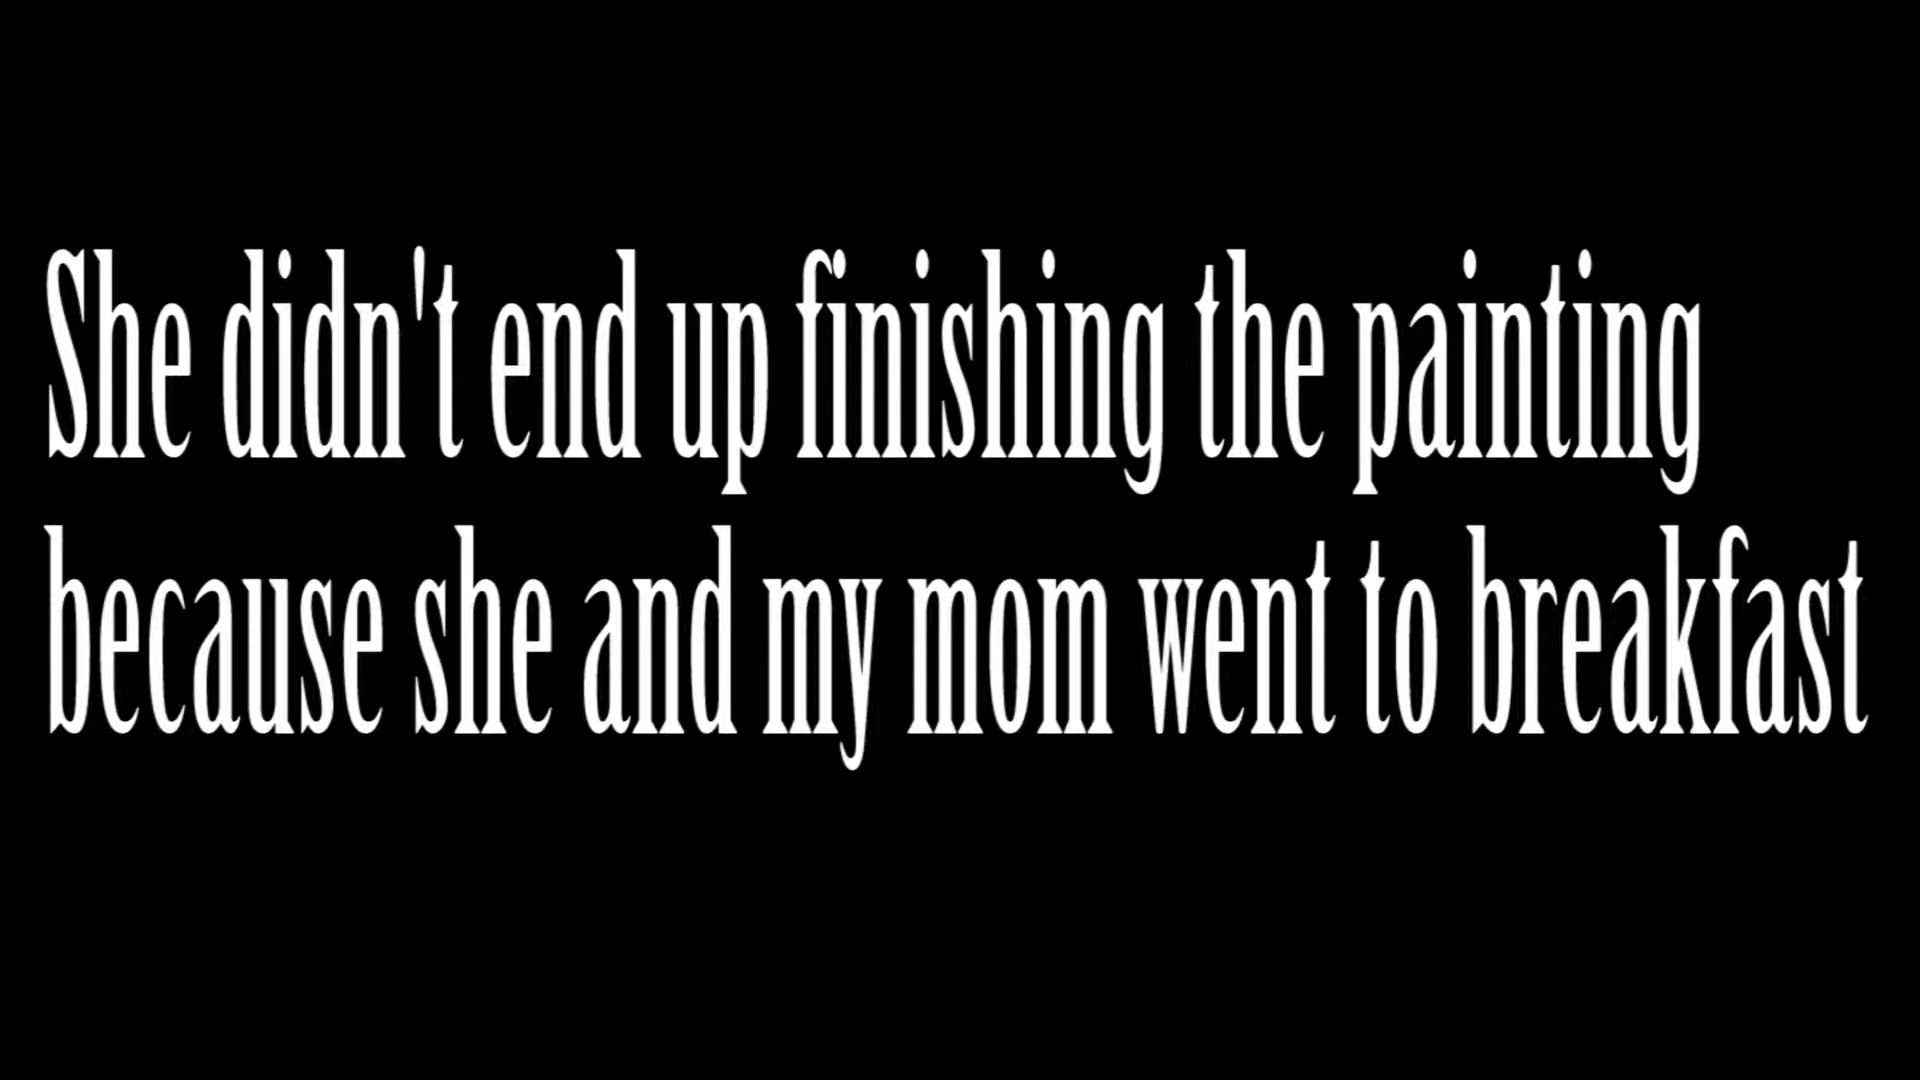 She didn't end up finishing the painting
because she and my mom went to breakfast